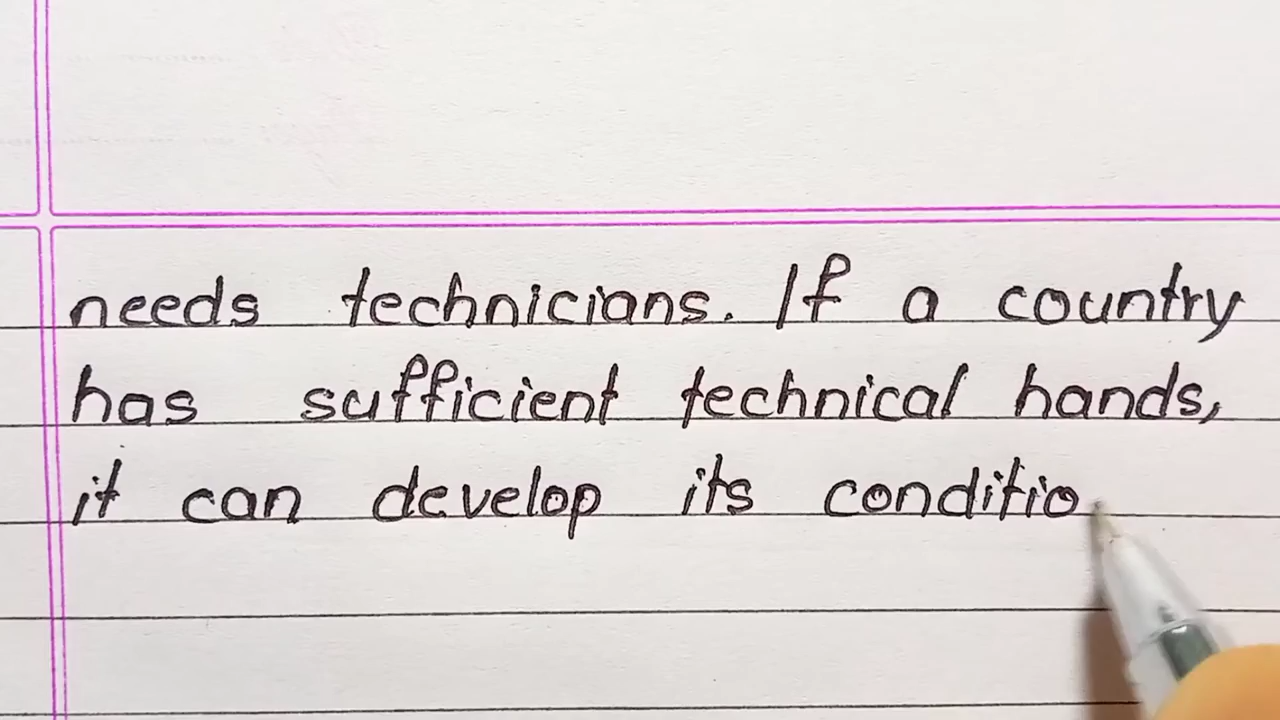 needs technicians. If a country
has sufficient technical hands,
it can develop its conditio